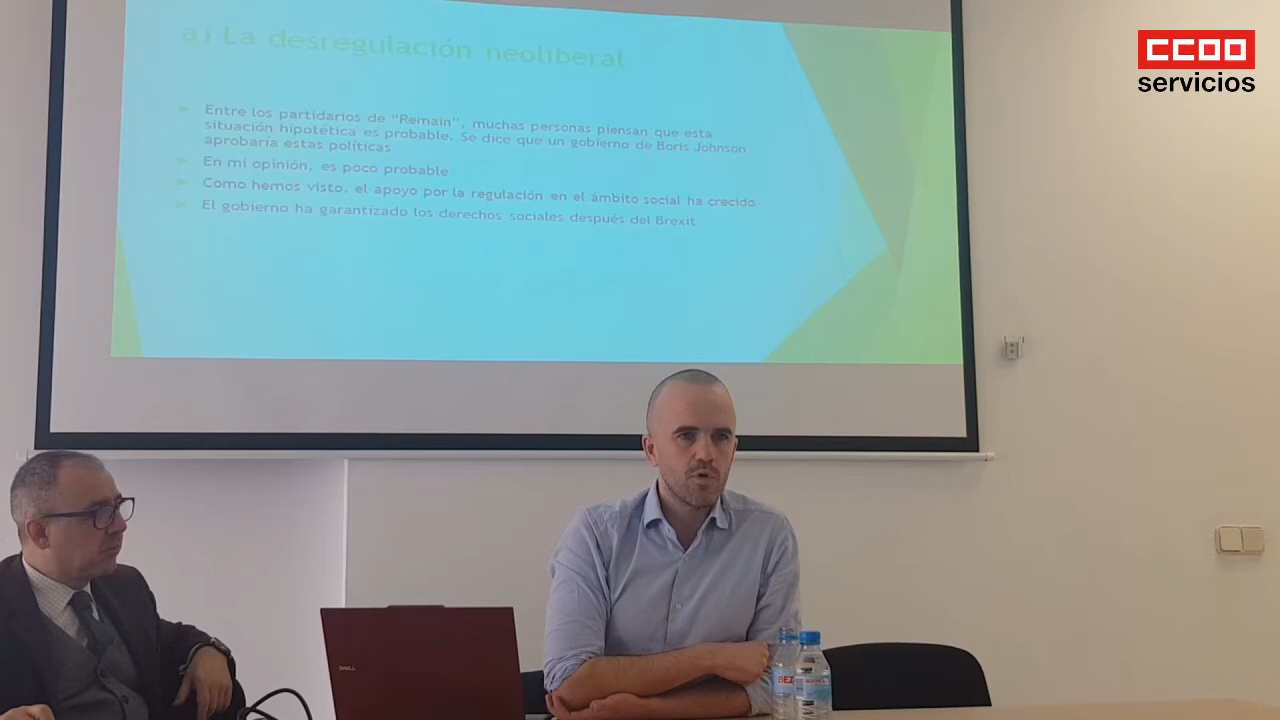 CCOO
servicios
a) La desregulación neoliberal
Entre los partidarios de "Remain", muchas personas piensan que esta
situación hipotética es probable. Se dice que un gobierno de Boris Johnson
aprobaría estas políticas
En mi opinión, es poco probable
Como hemos visto, el apoyo por la regulación en el ámbito social ha crecido
El gobierno ha garantizado los derechos sociales después del Brexit
DELL